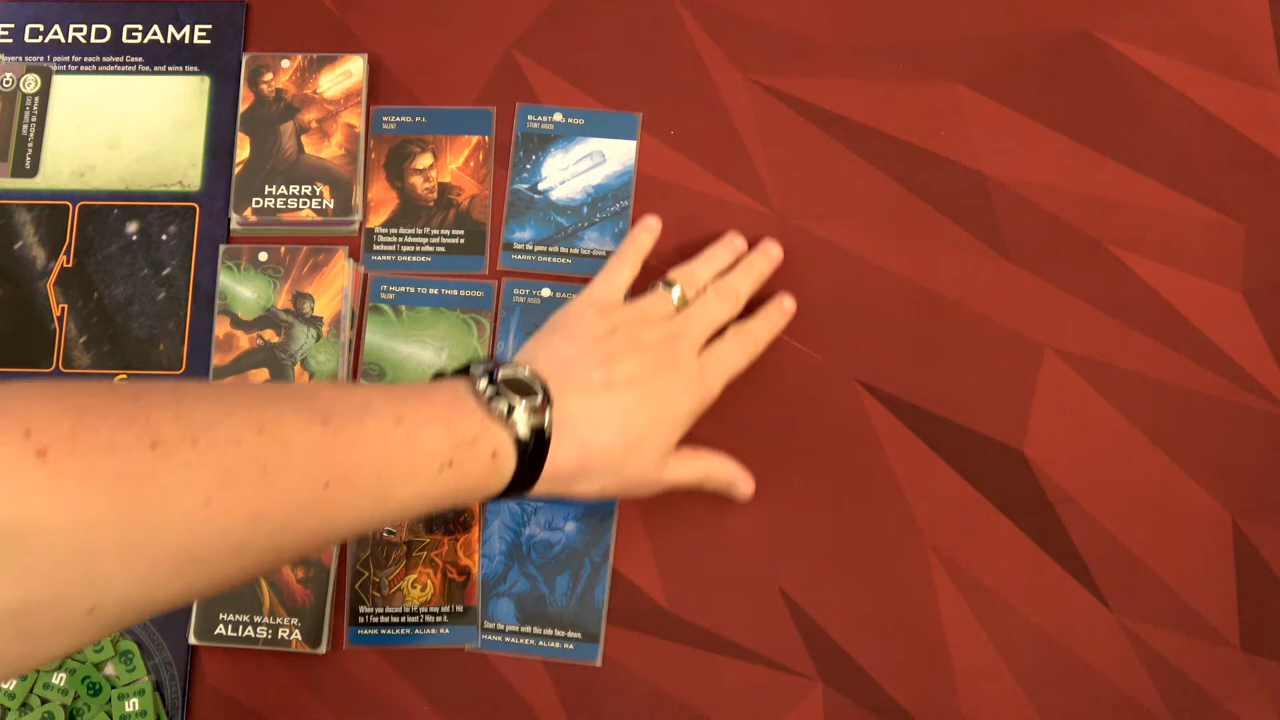 E CARD GAME
layers score 1 point for each solved Case.
point for each undefeated Foe, and wins ties.
WHAT IS COWL'S PLAN?
HARRY
DRESDEN
WIZARD, P.I.
TALENT
When you discard for FP, you may move
1 Obstacle or Advantage card forward or
backward 1 space in either row.
HARRY DRESDEN
BLASTING ROD
STUNT (USED)
Start the game with this side face-down.
HARRY DRESDEN
IT HURTS TO BE THIS GOOD!
TALENT
GOT YOUR BACK
STUNT (USED)
HANK WALKER,
ALIAS: RA
When you discard for FP, you may add 1 Hit
to 1 Foe that has at least 2 Hits on it.
HANK WALKER, ALIAS: RA
Start the game with this side face-down.
HANK WALKER, ALIAS: RA
5
5
5